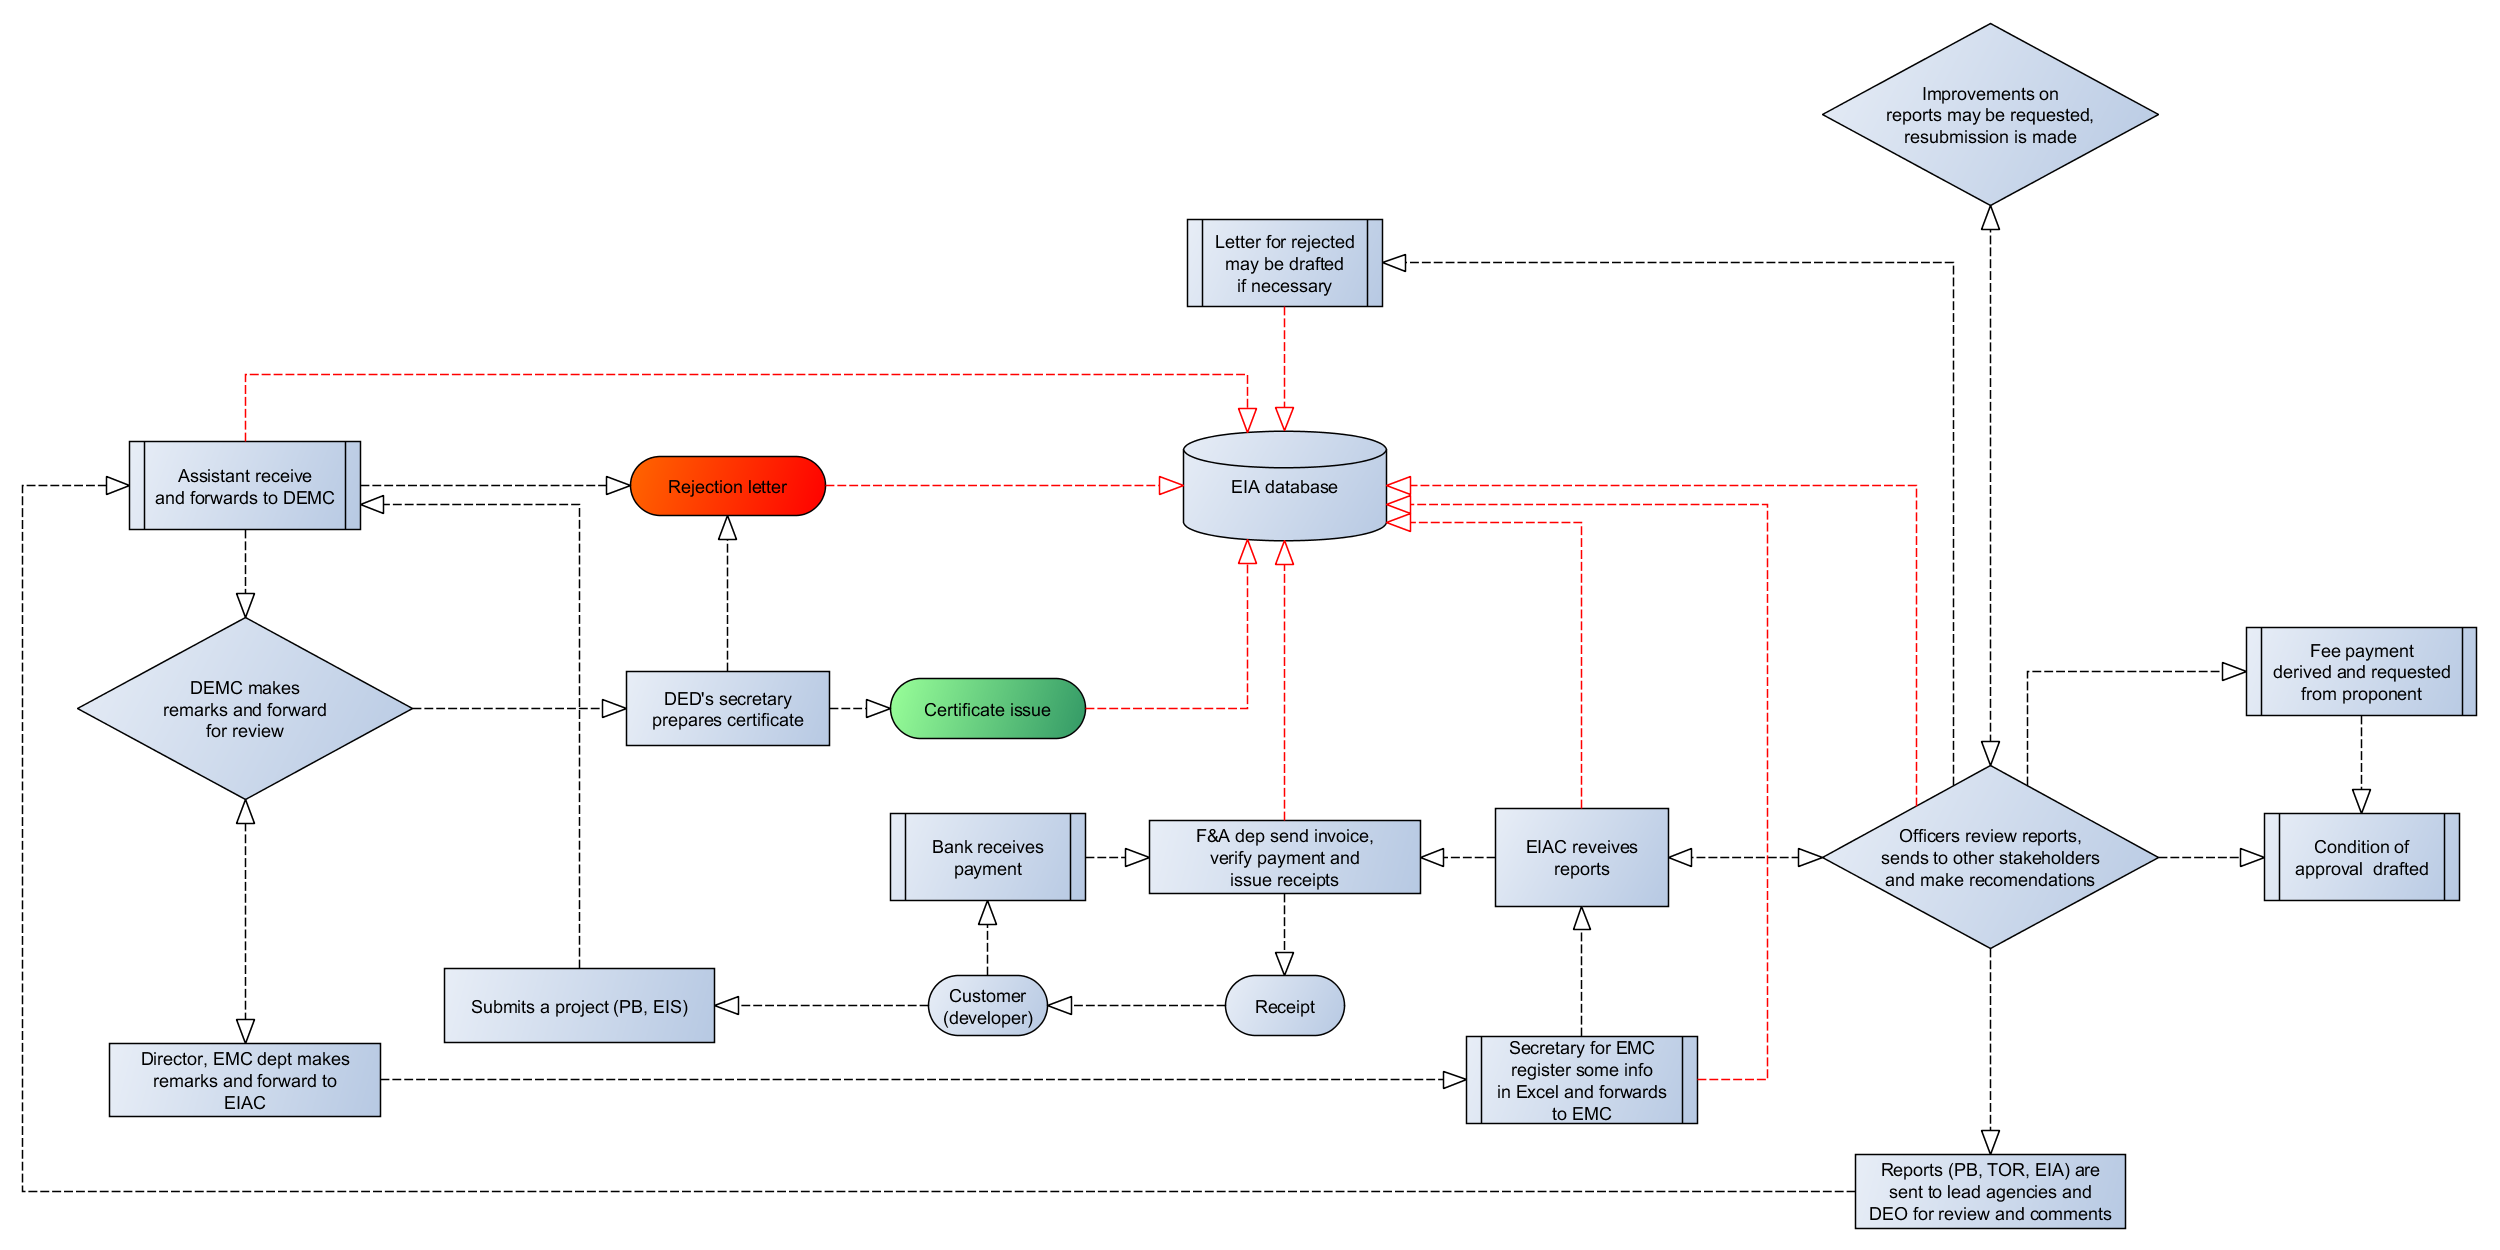 Improvements on
reports may be requested,
resubmission is made
Letter for rejected
may be drafted
if necessary
Assistant receive
and forwards to DEMC
Rejection letter
EIA database
DEMC makes
remarks and forward
for review
DED's secretary
prepares certificate
Certificate issue
Fee payment
derived and requested
from proponent
Bank receives
payment
F&A dep send invoice,
verify payment and
issue receipts
EIAC reveives
reports
Officers review reports,
sends to other stakeholders
and make recomendations
Condition of
approval  drafted
Submits a project (PB, EIS)
Customer
(developer)
Receipt
Director, EMC dept makes
remarks and forward to
EIAC
Secretary for EMC
register some info
in Excel and forwards
to EMC
Reports (PB, TOR, EIA) are
sent to lead agencies and
DEO for review and comments